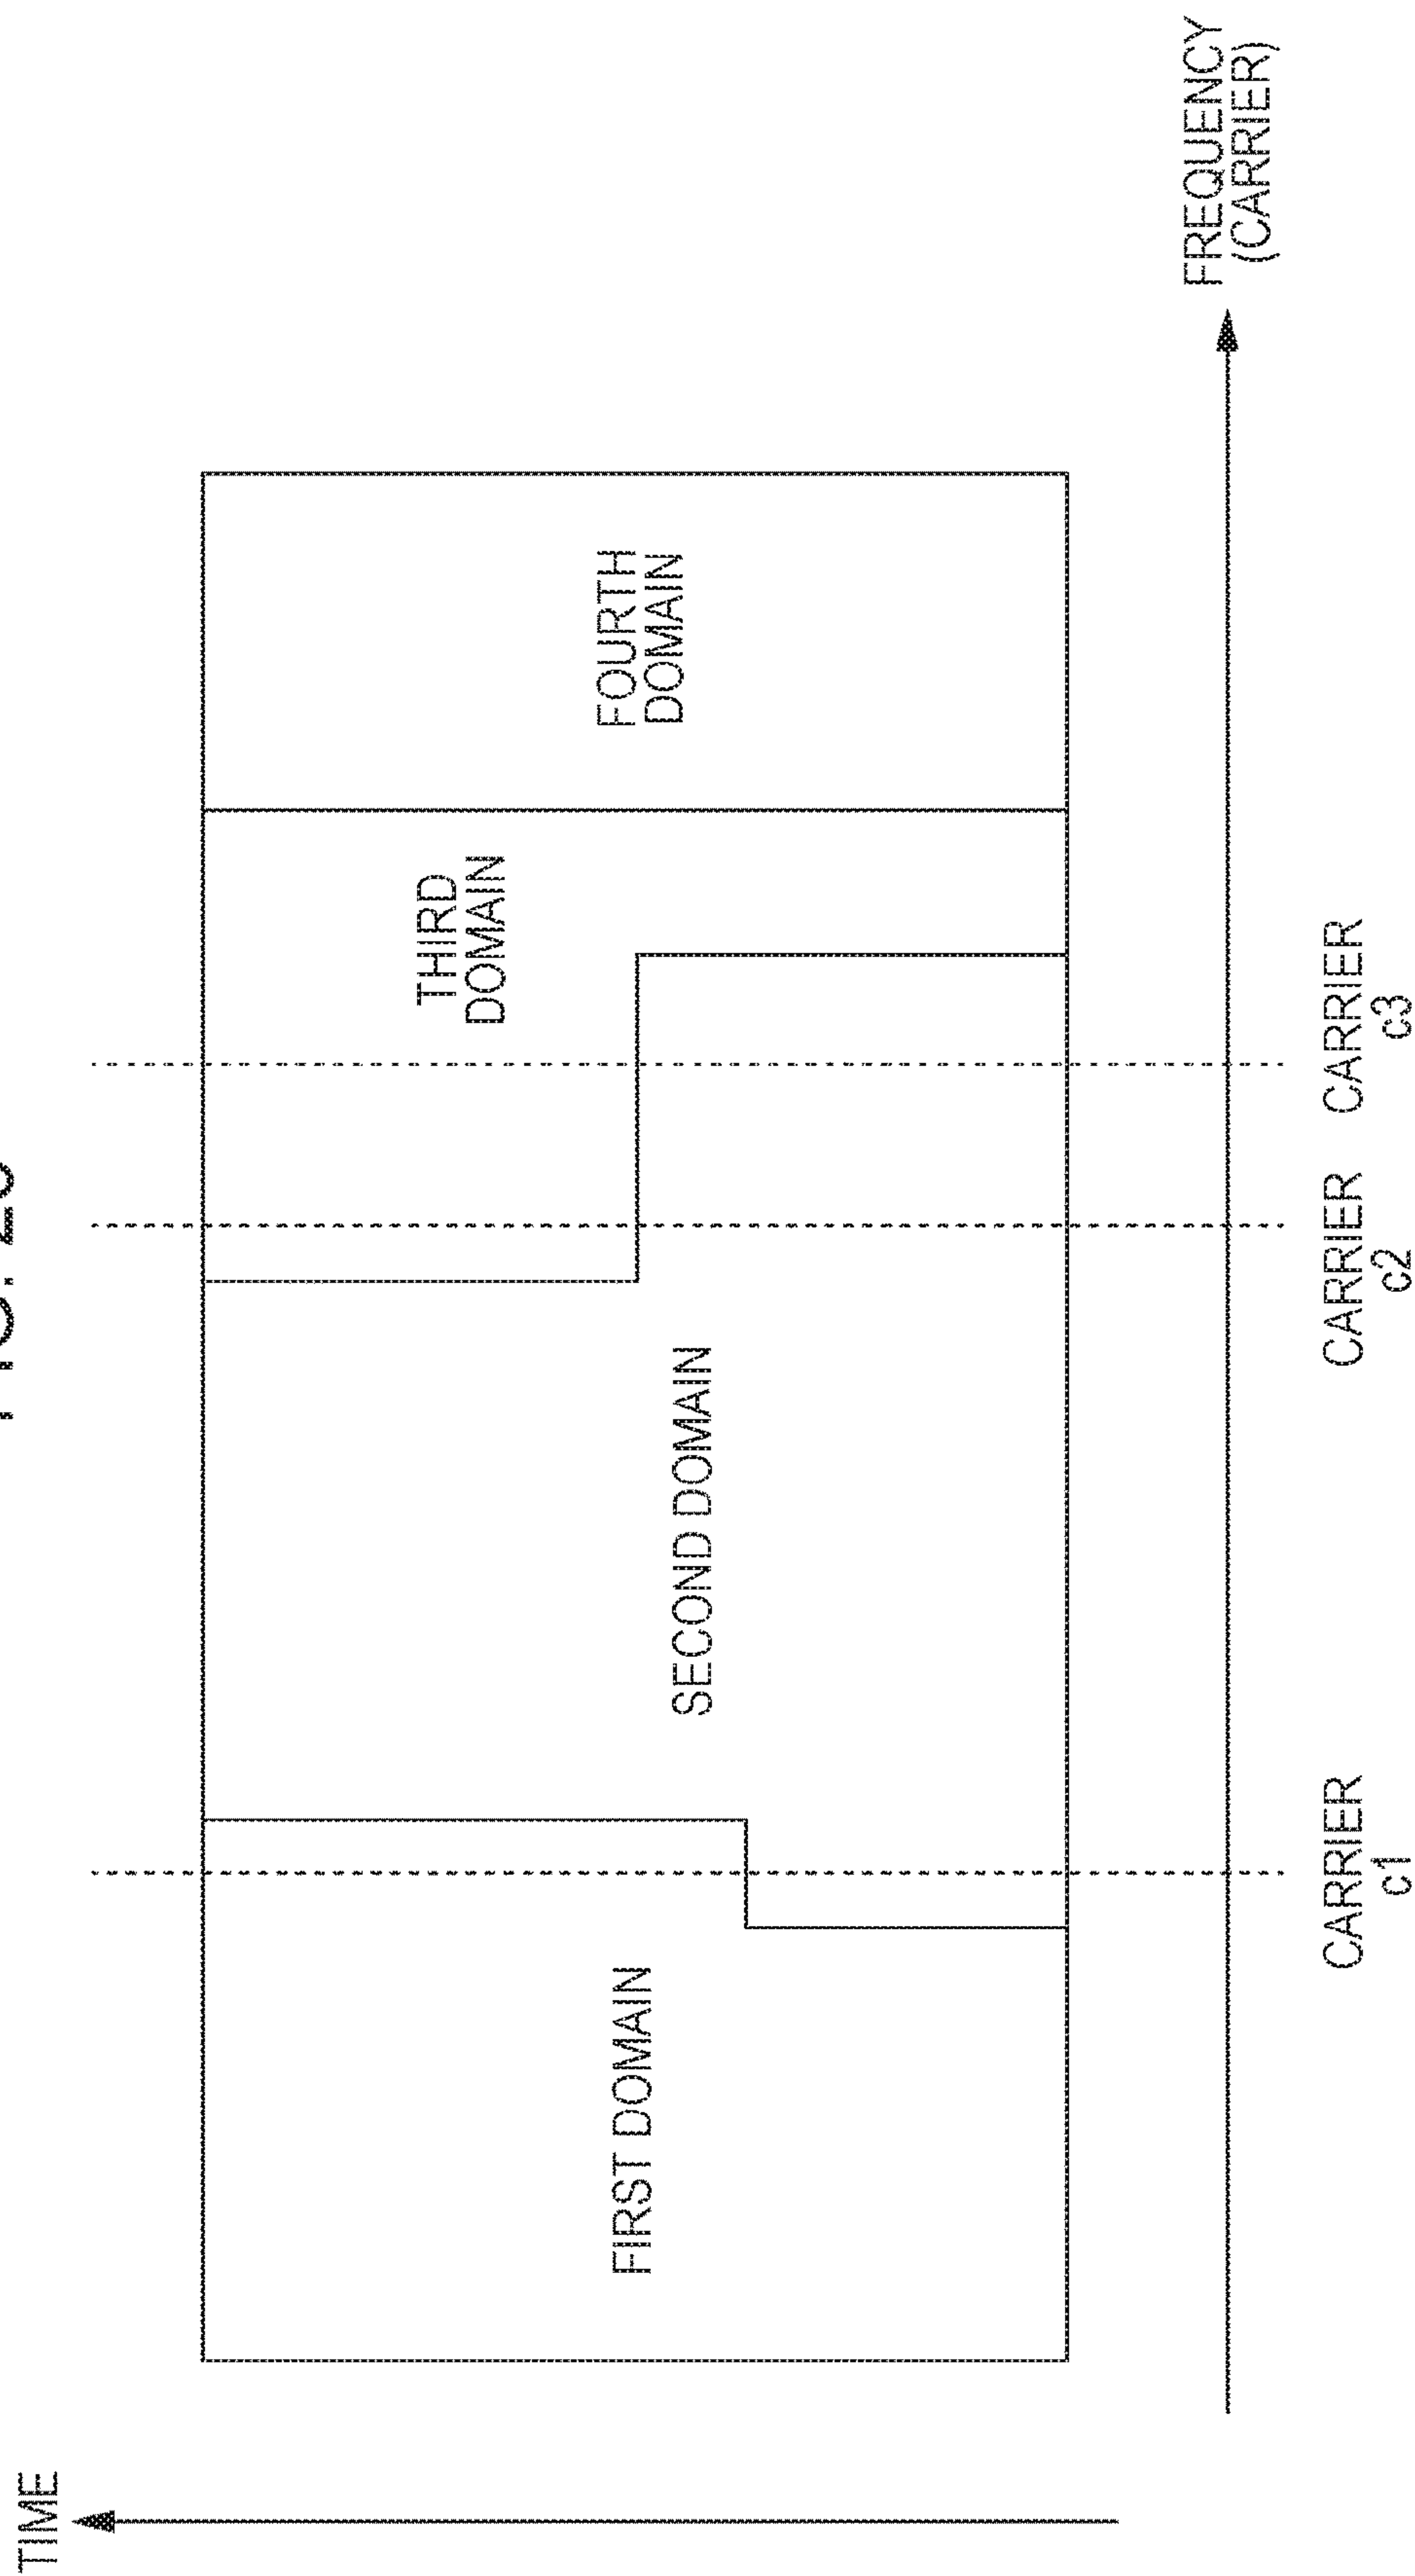 TIME
FIRST DOMAIN
SECOND DOMAIN
THIRD
DOMAIN
FOURTH
DOMAIN
FREQUENCY
(CARRIER)
CARRIER
c1
CARRIER
c2
CARRIER
c3